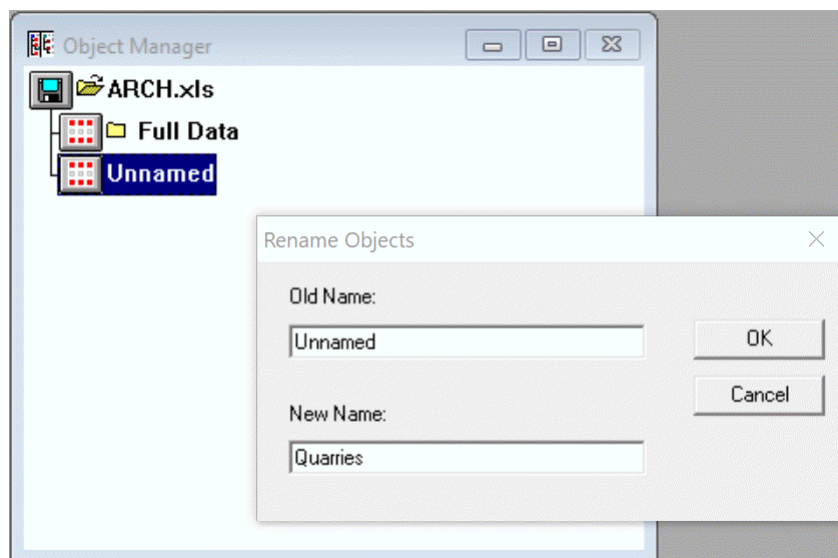 Object Manager
ARCH.xls
Full Data
Unnamed
Rename Objects
Old Name:
Unnamed
OK
Cancel
New Name:
Quarries